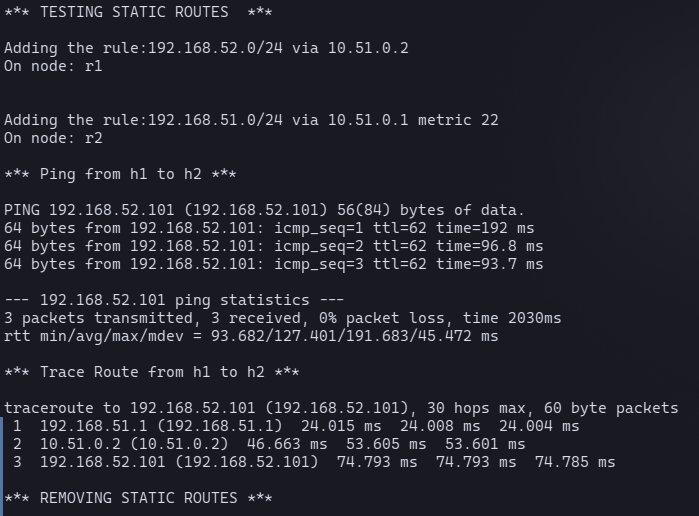 *** TESTING STATIC ROUTES  ***
Adding the rule:192.168.52.0/24 via 10.51.0.2
On node: r1
Adding the rule:192.168.51.0/24 via 10.51.0.1 metric 22
On node: r2
*** Ping from h1 to h2 ***
PING 192.168.52.101 (192.168.52.101) 56(84) bytes of data.
64 bytes from 192.168.52.101: icmp_seq=1 ttl=62 time=192 ms
64 bytes from 192.168.52.101: icmp_seq=2 ttl=62 time=96.8 ms
64 bytes from 192.168.52.101: icmp_seq=3 ttl=62 time=93.7 ms
--- 192.168.52.101 ping statistics ---
3 packets transmitted, 3 received, 0% packet loss, time 2030ms
rtt min/avg/max/mdev = 93.682/127.401/191.683/45.472 ms
*** Trace Route from h1 to h2 ***
traceroute to 192.168.52.101 (192.168.52.101), 30 hops max, 60 byte packets
 1  192.168.51.1 (192.168.51.1)  24.015 ms  24.008 ms  24.004 ms
 2  10.51.0.2 (10.51.0.2)  46.663 ms  53.605 ms  53.601 ms
 3  192.168.52.101 (192.168.52.101)  74.793 ms  74.793 ms  74.785 ms
*** REMOVING STATIC ROUTES ***